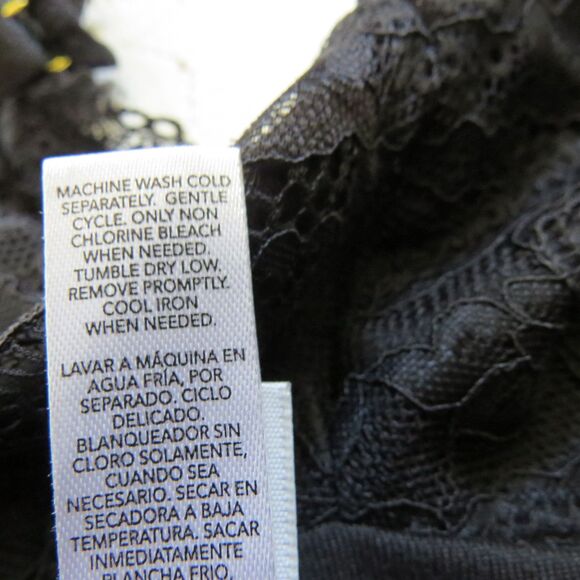 MACHINE WASH COLD
SEPARATELY. GENTLE
CYCLE. ONLY NON
CHLORINE BLEACH
WHEN NEEDED.
TUMBLE DRY LOW.
REMOVE PROMPTLY.
COOL IRON
WHEN NEEDED.
LAVAR A MÁQUINA EN
AGUA FRÍA, POR
SEPARADO. CICLO
DELICADO.
BLANQUEADOR SIN
CLORO SOLAMENTE,
CUANDO SEA
NECESARIO. SECAR EN
SECADORA A BAJA
TEMPERATURA. SACAR
INMEDIATAMENTE
PLANCHA FRIO,